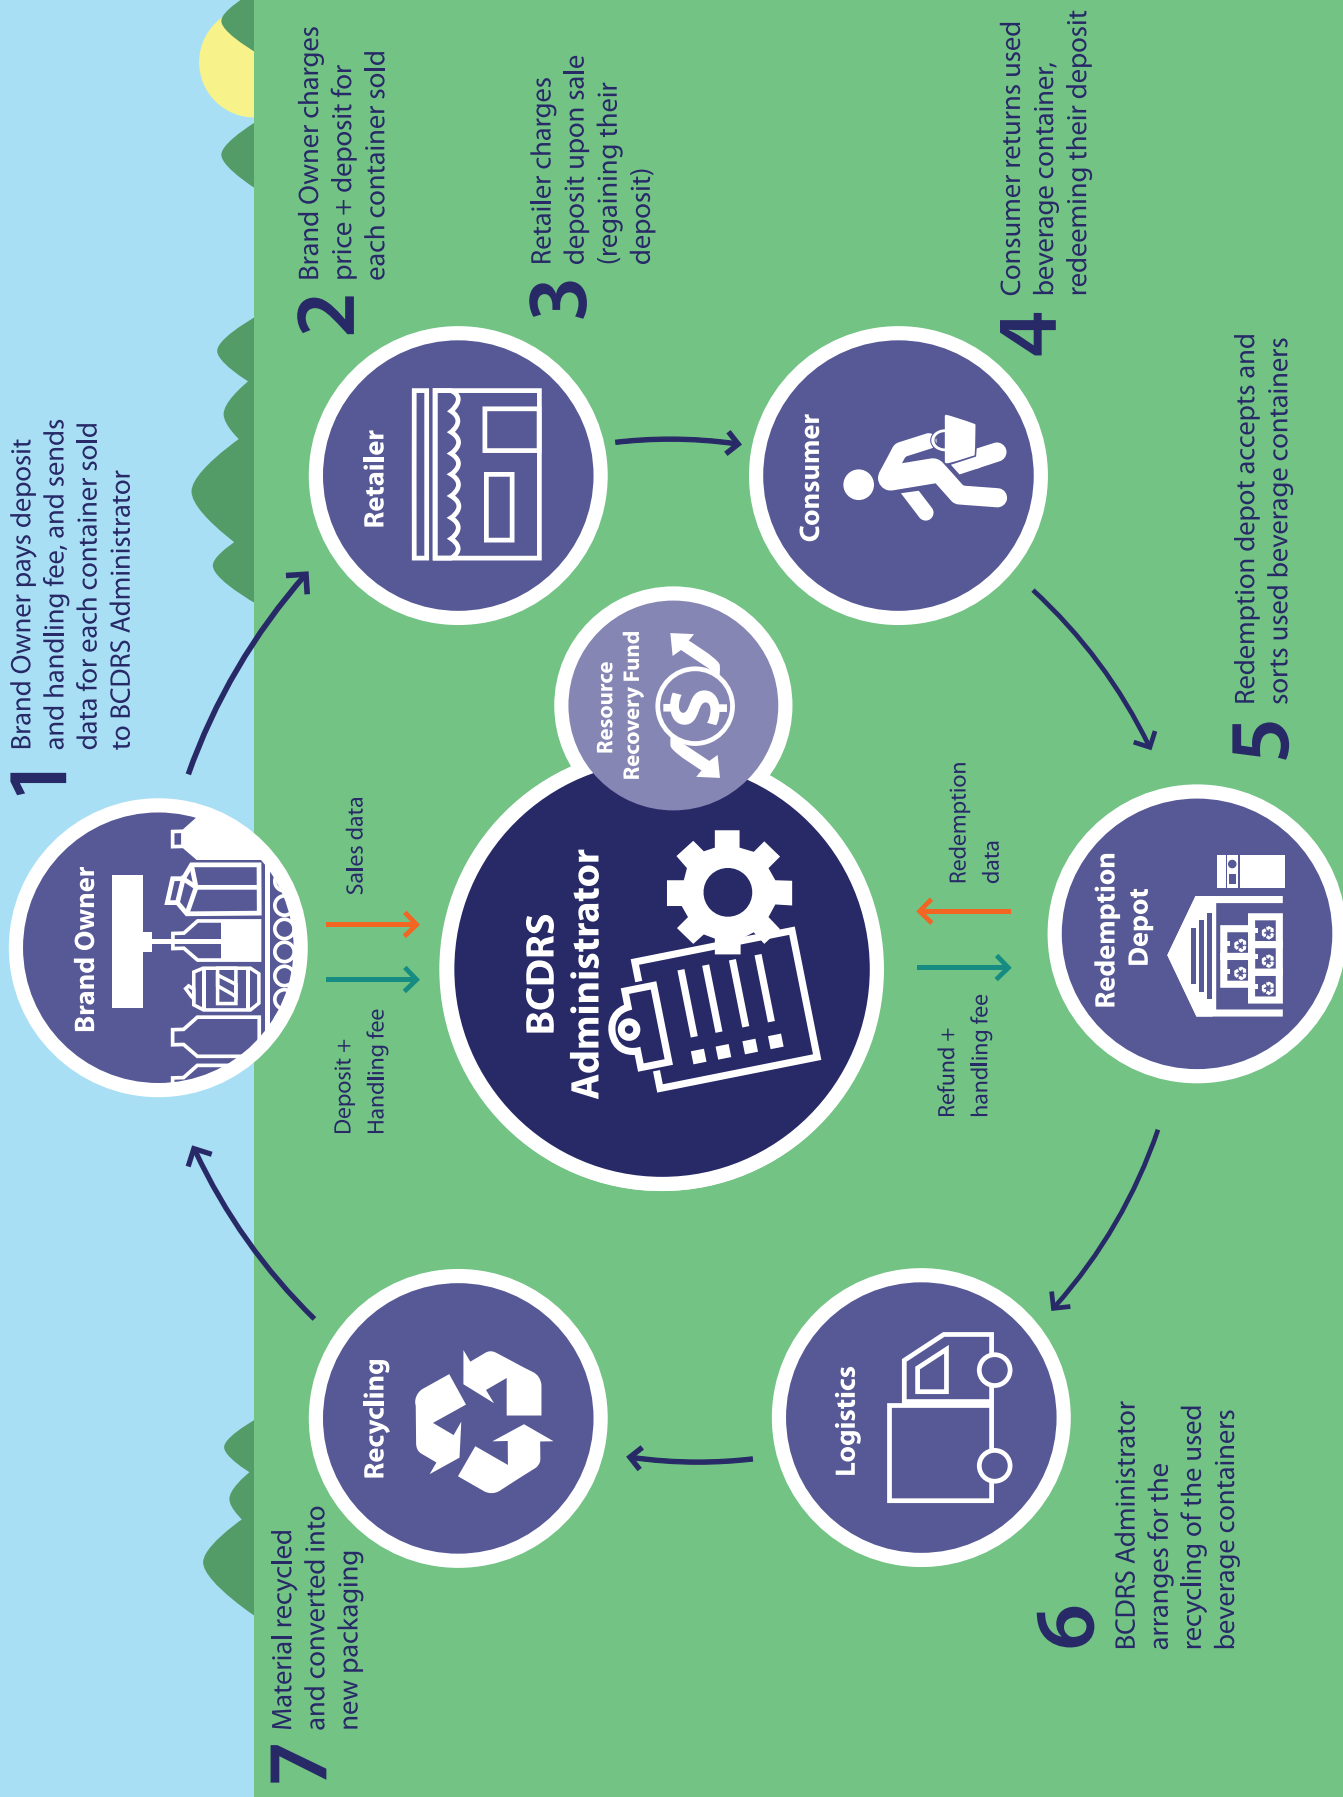 1
Brand Owner pays deposit
and handling fee, and sends
data for each container sold
to BCDRS Administrator
Brand Owner
2
Brand Owner charges
price + deposit for
each container sold
Retailer
3
Retailer charges
deposit upon sale
(regaining their
deposit)
Consumer
4
Consumer returns used
beverage container,
redeeming their deposit
5
Redemption depot accepts and
sorts used beverage containers
Redemption
Depot
6
BCDRS Administrator
arranges for the
recycling of the used
beverage containers
Logistics
7
Material recycled
and converted into
new packaging
Recycling
Deposit +
Handling fee
Sales data
BCDRS
Administrator
Resource
Recovery Fund
$
Refund +
handling fee
Redemption
data